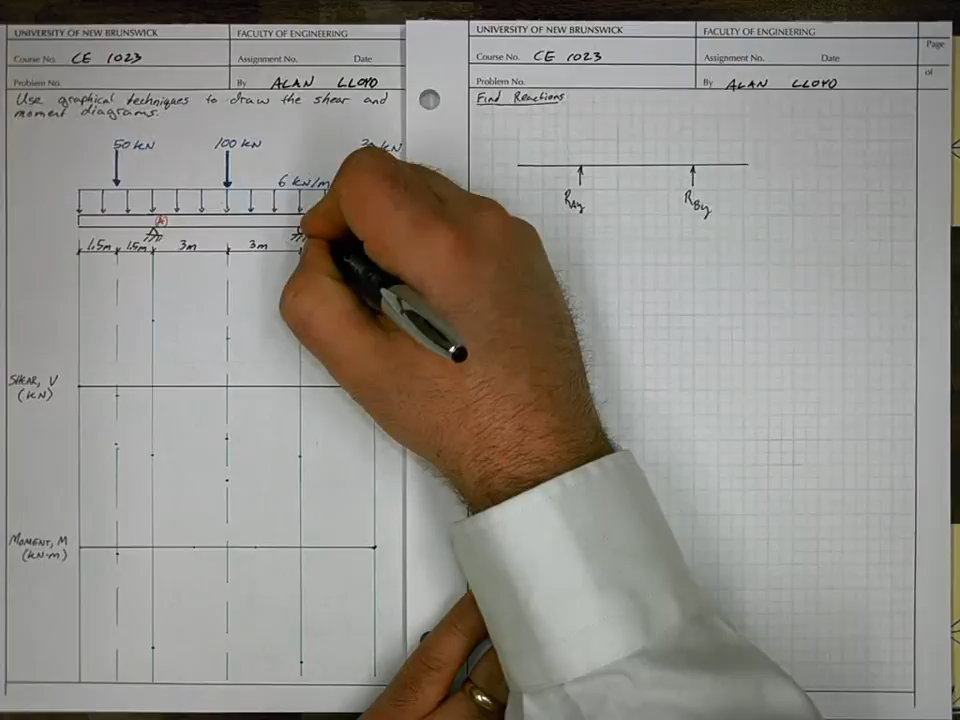 UNIVERSITY OF NEW BRUNSWICK FACULTY OF ENGINEERING
Course No. CE 1023 Assignment No. Date
Problem No. By ALAN LLOYD
Use graphical techniques to draw the shear and
moment diagrams.
50 kN 100 kN kN
6 kN/m
A
1.5m 1.5m 3m 3m
SHEAR, V
(KN)
MOMENT, M
(KN·m)
UNIVERSITY OF NEW BRUNSWICK FACULTY OF ENGINEERING Page
Course No. CE 1023 Assignment No. Date
of
Problem No. By ALAN LLOYD
Find Reactions
RAy RBy